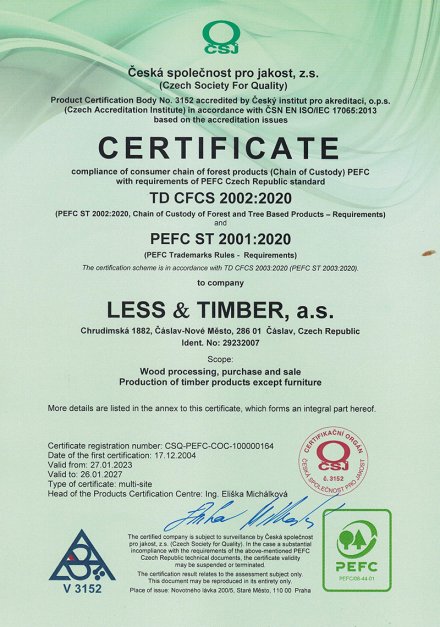 CSJ
Česká společnost pro jakost, z.s.
(Czech Society For Quality)
Product Certification Body No. 3152 accredited by Český institut pro akreditaci, o.p.s.
(Czech Accreditation Institute) in accordance with ČSN EN ISO/IEC 17065:2013
based on the accreditation issues
CERTIFICATE
compliance of consumer chain of forest products (Chain of Custody) PEFC
with requirements of PEFC Czech Republic standard
TD CFCS 2002:2020
(PEFC ST 2002:2020, Chain of Custody of Forest and Tree Based Products – Requirements)
and
PEFC ST 2001:2020
(PEFC Trademarks Rules - Requirements)
The certification scheme is in accordance with TD CFCS 2003:2020 (PEFC ST 2003:2020).
to company
LESS & TIMBER, a.s.
Chrudimská 1882, Čáslav-Nové Město, 286 01 Čáslav, Czech Republic
Ident. No: 29232007
Scope:
Wood processing, purchase and sale
Production of timber products except furniture
More details are listed in the annex to this certificate, which forms an integral part hereof.
Certificate registration number: CSQ-PEFC-COC-100000164
Date of the first certification: 17.12.2004
Valid from: 27.01.2023
Valid to: 26.01.2027
Type of certificate: multi-site
Head of the Products Certification Centre: Ing. Eliška Michálková
CERTIFIKAČNÍ ORGÁN
CSJ
č. 3152
ČESKÁ SPOLEČNOST PRO JAKOST
V 3152
The certified company is subject to surveillance by Česká společnost
pro jakost, z.s. (Czech Society for Quality). In the case a substantial
incompliance with the requirements of the above-mentioned PEFC
Czech Republic technical documents, the certificate validity
may be suspended or terminated.
The certification result relates to the assessment subject only.
This document may be reproduced in its entirety only.
Place of issue: Novotného lávka 200/5, Staré Město, 110 00 Praha
PEFC
PEFC/08-44-01